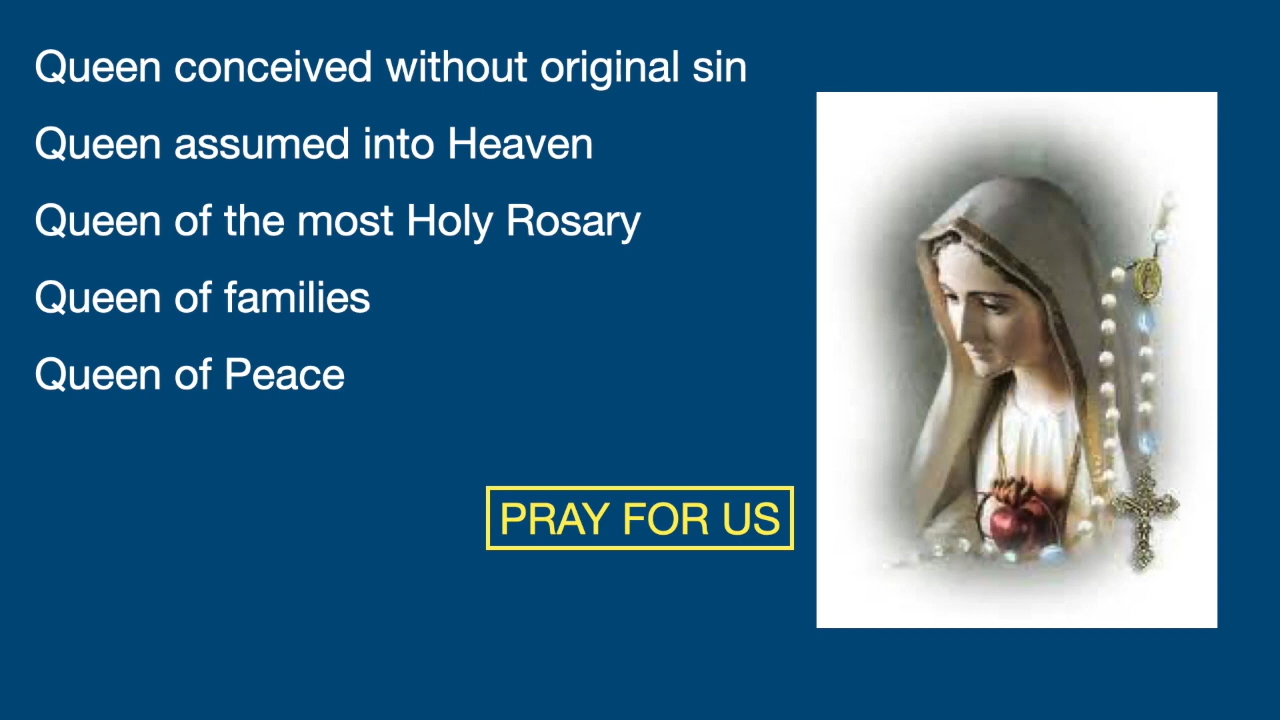 Queen conceived without original sin
Queen assumed into Heaven
Queen of the most Holy Rosary
Queen of families
Queen of Peace
PRAY FOR US